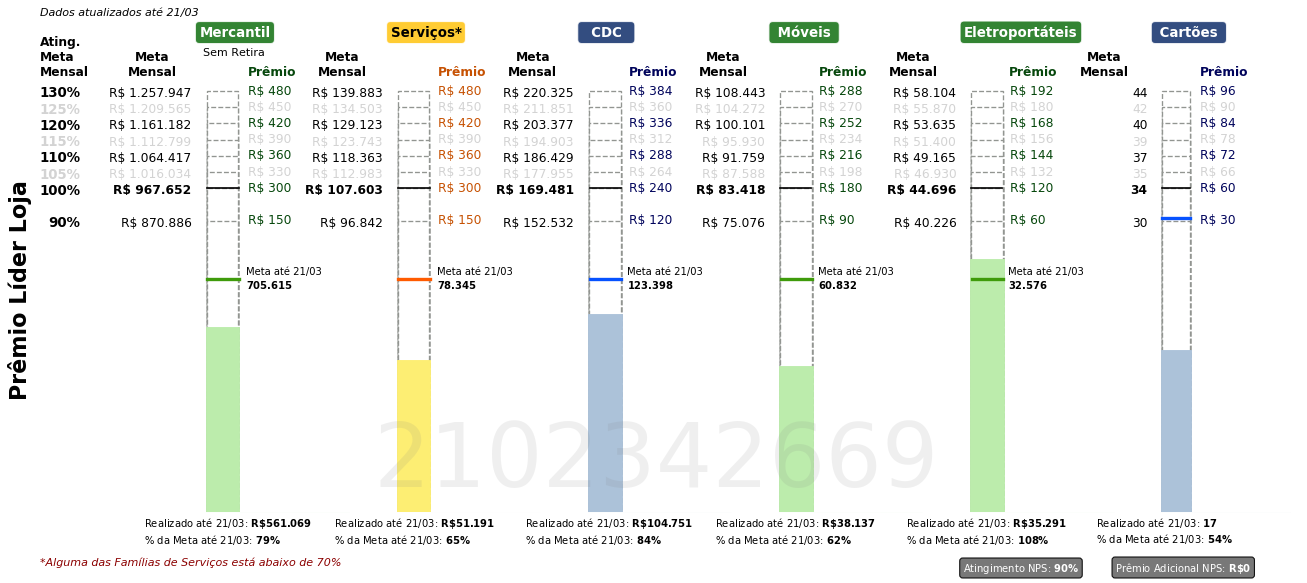 Dados atualizados até 21/03
Mercantil Serviços* CDC Móveis Eletroportáteis Cartões
Sem Retira
Ating. Meta Mensal Meta Mensal Prêmio Meta Mensal Prêmio Meta Mensal Prêmio Meta Mensal Prêmio Meta Mensal Prêmio Meta Mensal Prêmio
130% R$ 1.257.947 R$ 480 R$ 139.883 R$ 480 R$ 220.325 R$ 384 R$ 108.443 R$ 288 R$ 58.104 R$ 192 44 R$ 96
125% R$ 1.209.565 R$ 450 R$ 134.503 R$ 450 R$ 211.851 R$ 360 R$ 104.272 R$ 270 R$ 55.870 R$ 180 42 R$ 90
120% R$ 1.161.182 R$ 420 R$ 129.123 R$ 420 R$ 203.377 R$ 336 R$ 100.101 R$ 252 R$ 53.635 R$ 168 40 R$ 84
115% R$ 1.112.799 R$ 390 R$ 123.743 R$ 390 R$ 194.903 R$ 312 R$ 95.930 R$ 234 R$ 51.400 R$ 156 39 R$ 78
110% R$ 1.064.417 R$ 360 R$ 118.363 R$ 360 R$ 186.429 R$ 288 R$ 91.759 R$ 216 R$ 49.165 R$ 144 37 R$ 72
105% R$ 1.016.034 R$ 330 R$ 112.983 R$ 330 R$ 177.955 R$ 264 R$ 87.588 R$ 198 R$ 46.930 R$ 132 35 R$ 66
100% R$ 967.652 R$ 300 R$ 107.603 R$ 300 R$ 169.481 R$ 240 R$ 83.418 R$ 180 R$ 44.696 R$ 120 34 R$ 60
90% R$ 870.886 R$ 150 R$ 96.842 R$ 150 R$ 152.532 R$ 120 R$ 75.076 R$ 90 R$ 40.226 R$ 60 30 R$ 30
Prêmio Líder Loja
Meta até 21/03 Meta até 21/03 Meta até 21/03 Meta até 21/03 Meta até 21/03
705.615 78.345 123.398 60.832 32.576
2102342669
Realizado até 21/03: R$561.069 Realizado até 21/03: R$51.191 Realizado até 21/03: R$104.751 Realizado até 21/03: R$38.137 Realizado até 21/03: R$35.291 Realizado até 21/03: 17
% da Meta até 21/03: 79% % da Meta até 21/03: 65% % da Meta até 21/03: 84% % da Meta até 21/03: 62% % da Meta até 21/03: 108% % da Meta até 21/03: 54%
*Alguma das Famílias de Serviços está abaixo de 70%
Atingimento NPS: 90% Prêmio Adicional NPS: R$0